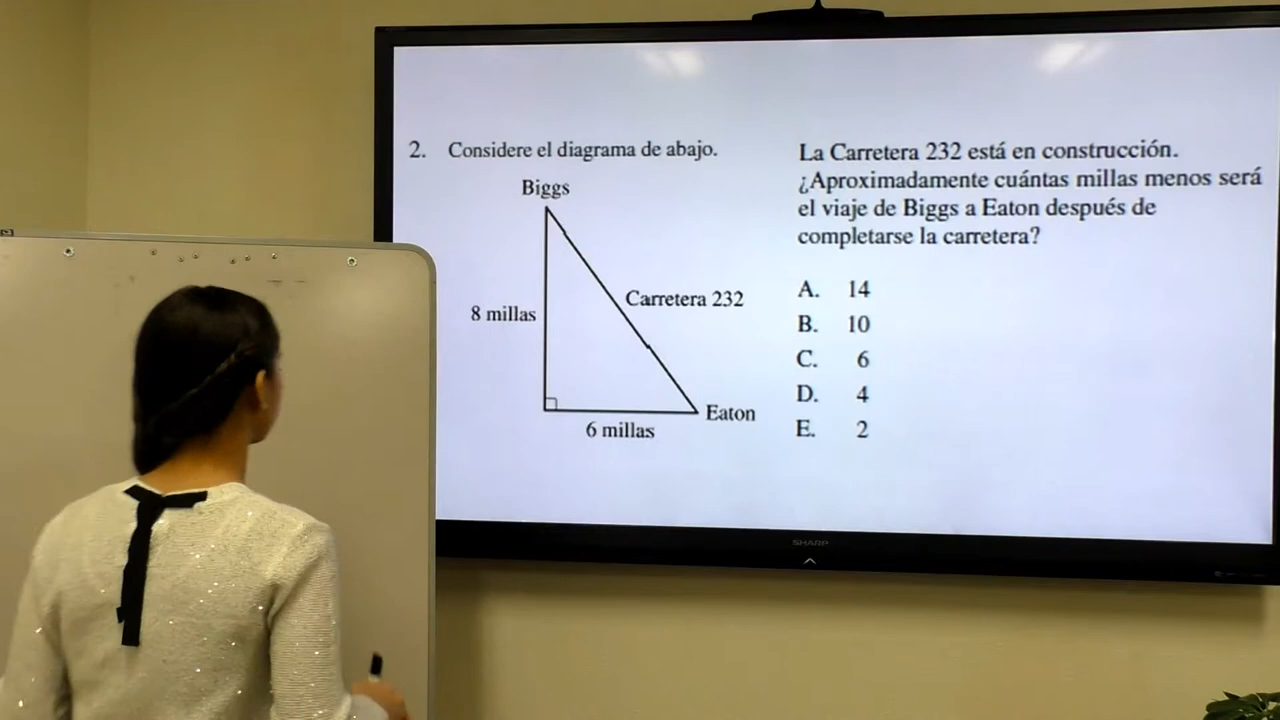 2. Considere el diagrama de abajo.
Biggs
8 millas
Carretera 232
Eaton
6 millas
La Carretera 232 está en construcción.
¿Aproximadamente cuántas millas menos será
el viaje de Biggs a Eaton después de
completarse la carretera?
A. 14
B. 10
C. 6
D. 4
E. 2
SHARP